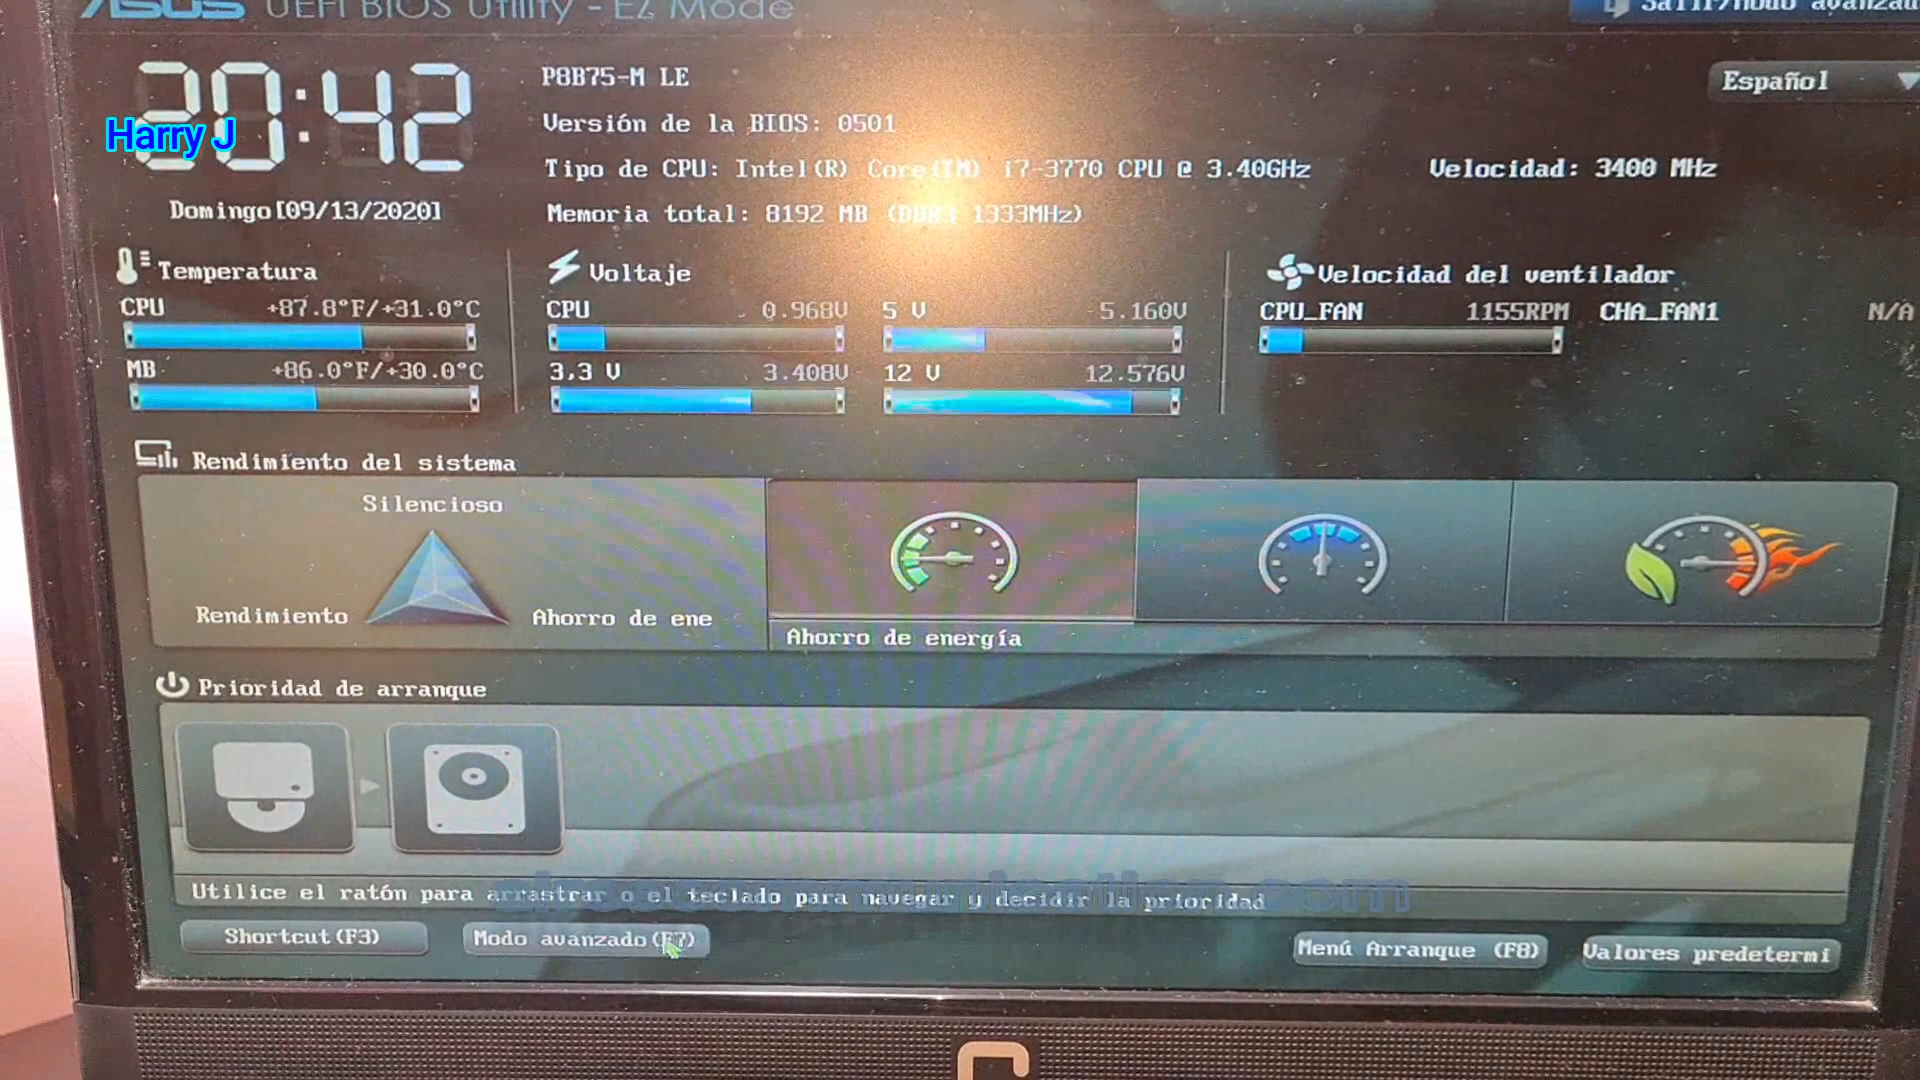 ASUS UEFI BIOS Utility - EZ Mode
Salir/Modo avanzad
20:42
Harry J
Domingo[09/13/2020]
P8B75-M LE
Español
Versión de la BIOS: 0501
Tipo de CPU: Intel(R) Core(TM) i7-3770 CPU @ 3.40GHz
Velocidad: 3400 MHz
Memoria total: 8192 MB (DDR3 1333MHz)
Temperatura
CPU +87.8°F/+31.0°C
MB +86.0°F/+30.0°C
Voltaje
CPU 0.968V 5 V 5.160V
3,3 V 3.408V 12 V 12.576V
Velocidad del ventilador
CPU_FAN 1155RPM CHA_FAN1 N/A
Rendimiento del sistema
Silencioso
Rendimiento
Ahorro de ene
Ahorro de energía
Prioridad de arranque
Utilice el ratón para arrastrar o el teclado para navegar y decidir la prioridad
Shortcut(F3)
Modo avanzado(F7)
Menú Arranque (F8)
Valores predetermi